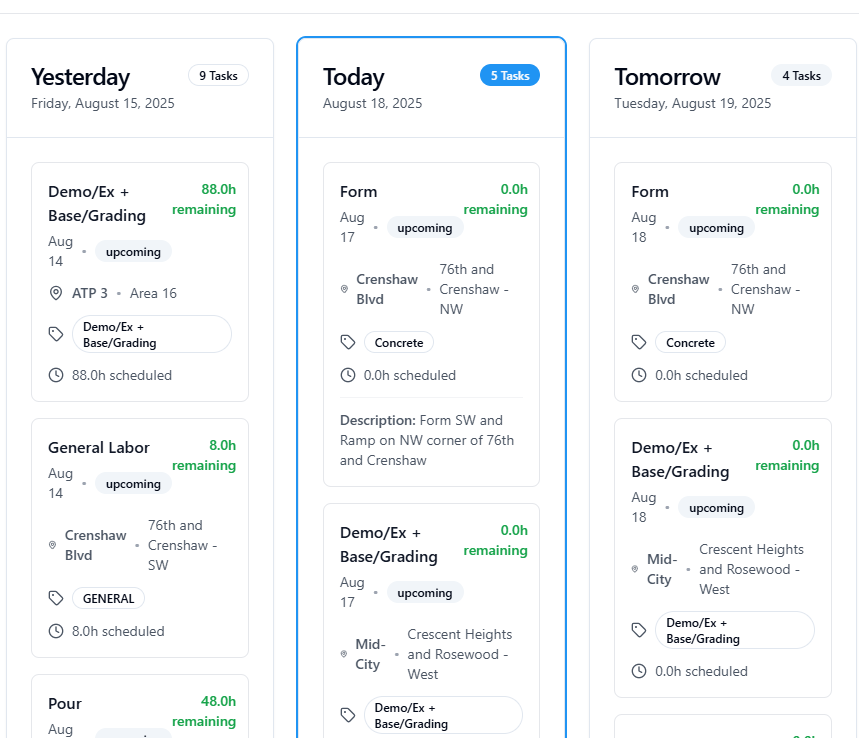 Yesterday
9 Tasks
Friday, August 15, 2025
Demo/Ex +
Base/Grading
88.0h
remaining
Aug
14
•
upcoming
ATP 3 • Area 16
Demo/Ex +
Base/Grading
88.0h scheduled
General Labor
8.0h
remaining
Aug
14
•
upcoming
Crenshaw
Blvd
•
76th and
Crenshaw -
SW
GENERAL
8.0h scheduled
Pour
48.0h
remaining
Aug
Today
5 Tasks
August 18, 2025
Form
0.0h
remaining
Aug
17
•
upcoming
Crenshaw
Blvd
•
76th and
Crenshaw -
NW
Concrete
0.0h scheduled
Description: Form SW and
Ramp on NW corner of 76th
and Crenshaw
Demo/Ex +
Base/Grading
0.0h
remaining
Aug
17
•
upcoming
Mid-
City
•
Crescent Heights
and Rosewood -
West
Demo/Ex +
Base/Grading
Tomorrow
4 Tasks
Tuesday, August 19, 2025
Form
0.0h
remaining
Aug
18
•
upcoming
Crenshaw
Blvd
•
76th and
Crenshaw -
NW
Concrete
0.0h scheduled
Demo/Ex +
Base/Grading
0.0h
remaining
Aug
18
•
upcoming
Mid-
City
•
Crescent Heights
and Rosewood -
West
Demo/Ex +
Base/Grading
0.0h scheduled